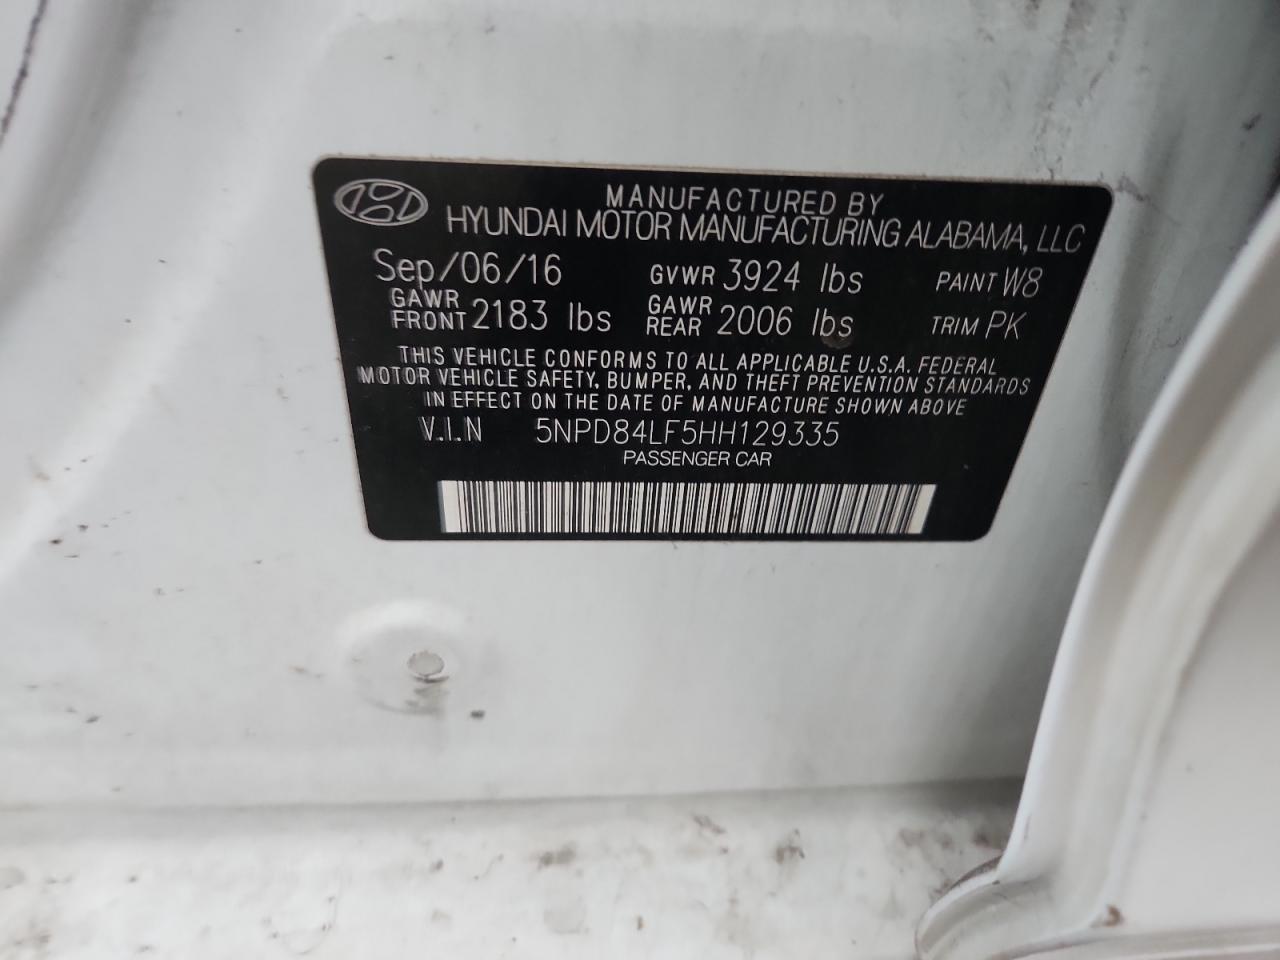 MANUFACTURED BY
HYUNDAI MOTOR MANUFACTURING ALABAMA, LLC
Sep/06/16 GVWR 3924 lbs PAINT W8
GAWR FRONT 2183 lbs GAWR REAR 2006 lbs TRIM PK
THIS VEHICLE CONFORMS TO ALL APPLICABLE U.S.A. FEDERAL
MOTOR VEHICLE SAFETY, BUMPER, AND THEFT PREVENTION STANDARDS
IN EFFECT ON THE DATE OF MANUFACTURE SHOWN ABOVE
V.I.N 5NPD84LF5HH129335
PASSENGER CAR